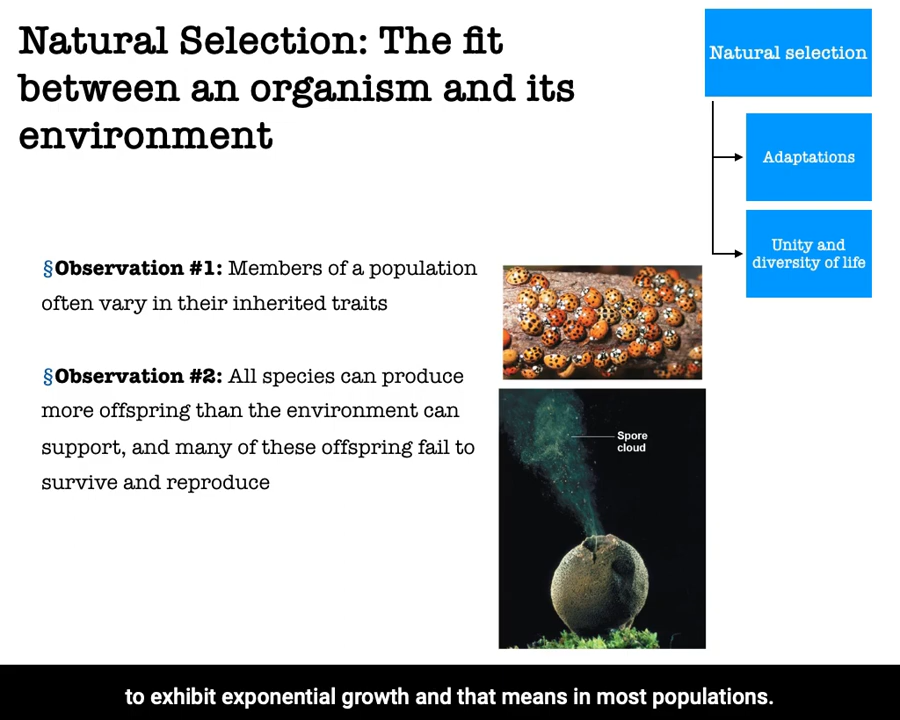 Natural Selection: The fit
between an organism and its
environment
Natural selection
Adaptations
Unity and
diversity of life
§Observation #1: Members of a population
often vary in their inherited traits
§Observation #2: All species can produce
more offspring than the environment can
support, and many of these offspring fail to
survive and reproduce
Spore
cloud
to exhibit exponential growth and that means in most populations.